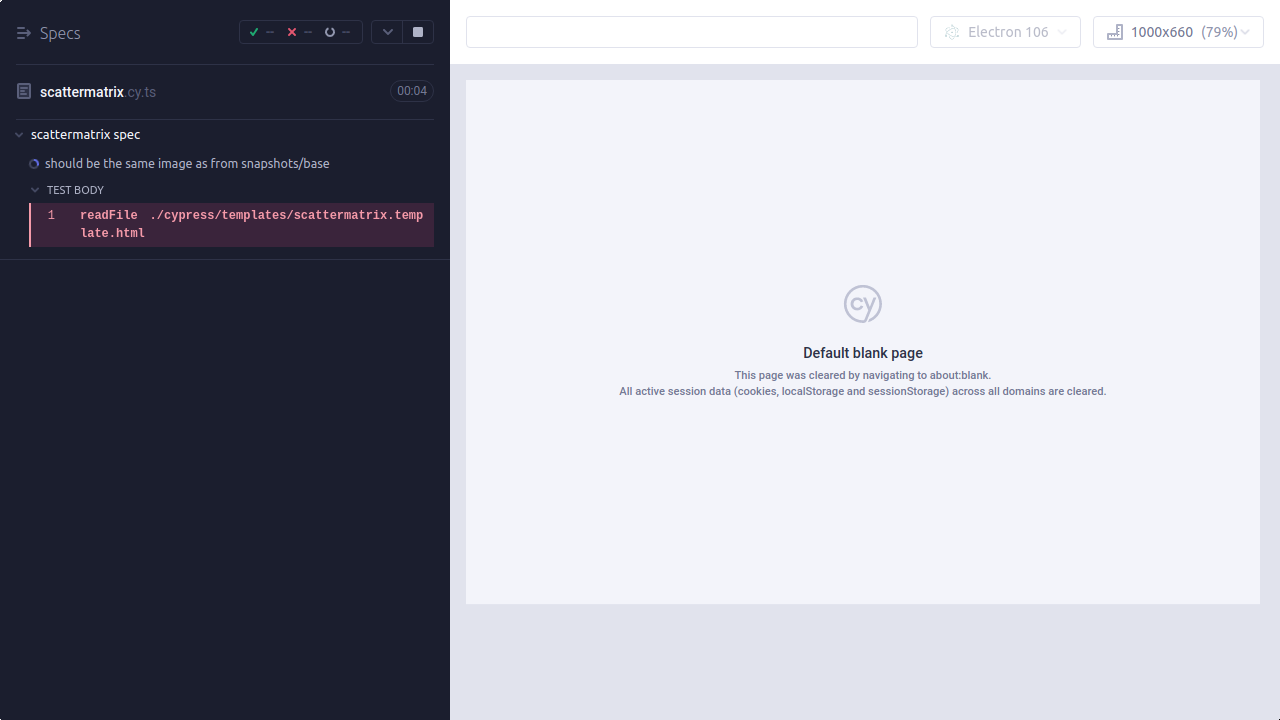 Specs
--
--
--
Electron 106
1000x660 (79%)
scattermatrix.cy.ts
00:04
scattermatrix spec
should be the same image as from snapshots/base
TEST BODY
1 readFile ./cypress/templates/scattermatrix.temp
late.html
cy
Default blank page
This page was cleared by navigating to about:blank.
All active session data (cookies, localStorage and sessionStorage) across all domains are cleared.